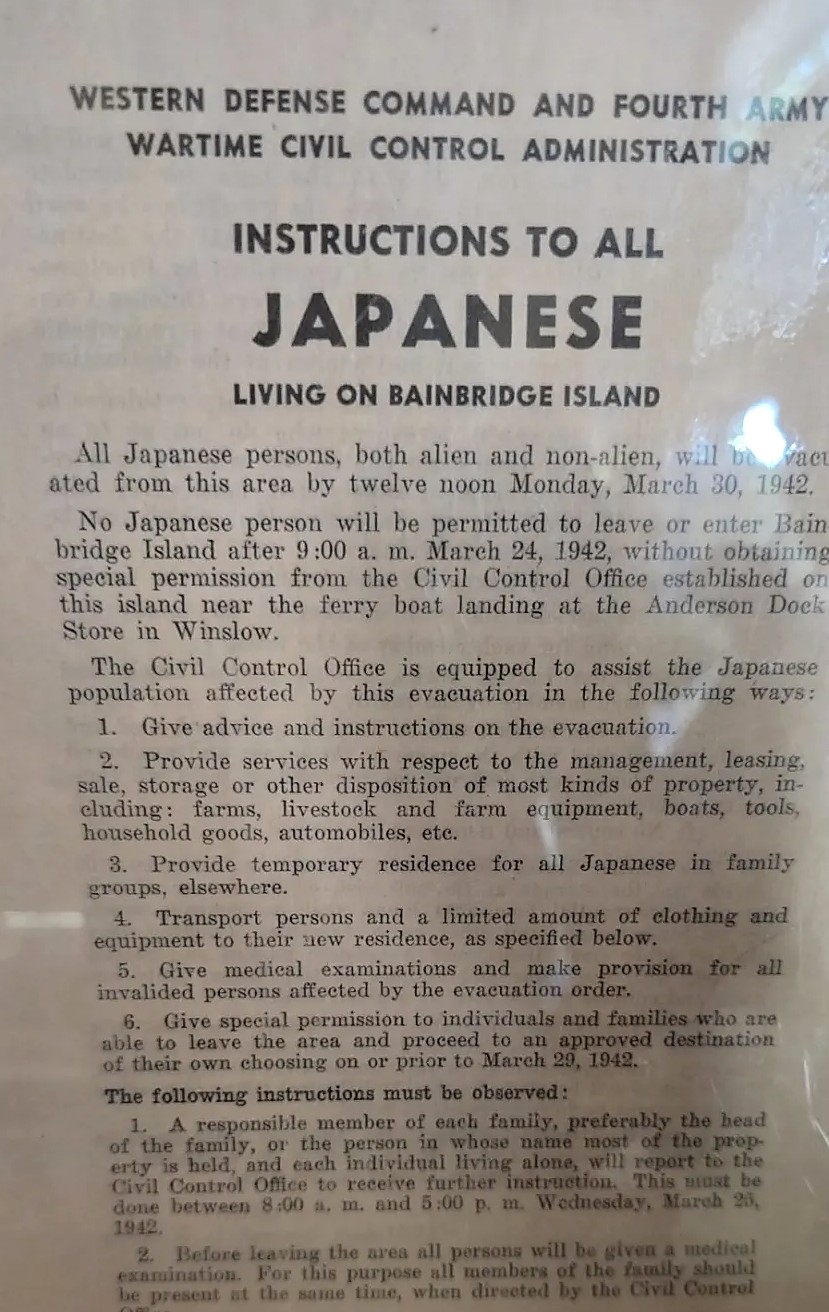 WESTERN DEFENSE COMMAND AND FOURTH ARMY
WARTIME CIVIL CONTROL ADMINISTRATION
INSTRUCTIONS TO ALL
JAPANESE
LIVING ON BAINBRIDGE ISLAND
All Japanese persons, both alien and non-alien, will be evacu
ated from this area by twelve noon Monday, March 30, 1942.
No Japanese person will be permitted to leave or enter Bain
bridge Island after 9:00 a. m. March 24, 1942, without obtaining
special permission from the Civil Control Office established on
this island near the ferry boat landing at the Anderson Dock
Store in Winslow.
The Civil Control Office is equipped to assist the Japanese
population affected by this evacuation in the following ways:
1. Give advice and instructions on the evacuation.
2. Provide services with respect to the management, leasing,
sale, storage or other disposition of most kinds of property, in-
cluding: farms, livestock and farm equipment, boats, tools,
household goods, automobiles, etc.
3. Provide temporary residence for all Japanese in family
groups, elsewhere.
4. Transport persons and a limited amount of clothing and
equipment to their new residence, as specified below.
5. Give medical examinations and make provision for all
invalided persons affected by the evacuation order.
6. Give special permission to individuals and families who are
able to leave the area and proceed to an approved destination
of their own choosing on or prior to March 29, 1942.
The following instructions must be observed:
1. A responsible member of each family, preferably the head
of the family, or the person in whose name most of the prop-
erty is held, and each individual living alone, will report to the
Civil Control Office to receive further instruction. This must be
done between 8:00 a. m. and 5:00 p. m. Wednesday, March 25,
1942.
2. Before leaving the area all persons will be given a medical
examination. For this purpose all members of the family should
be present at the same time, when directed by the Civil Control